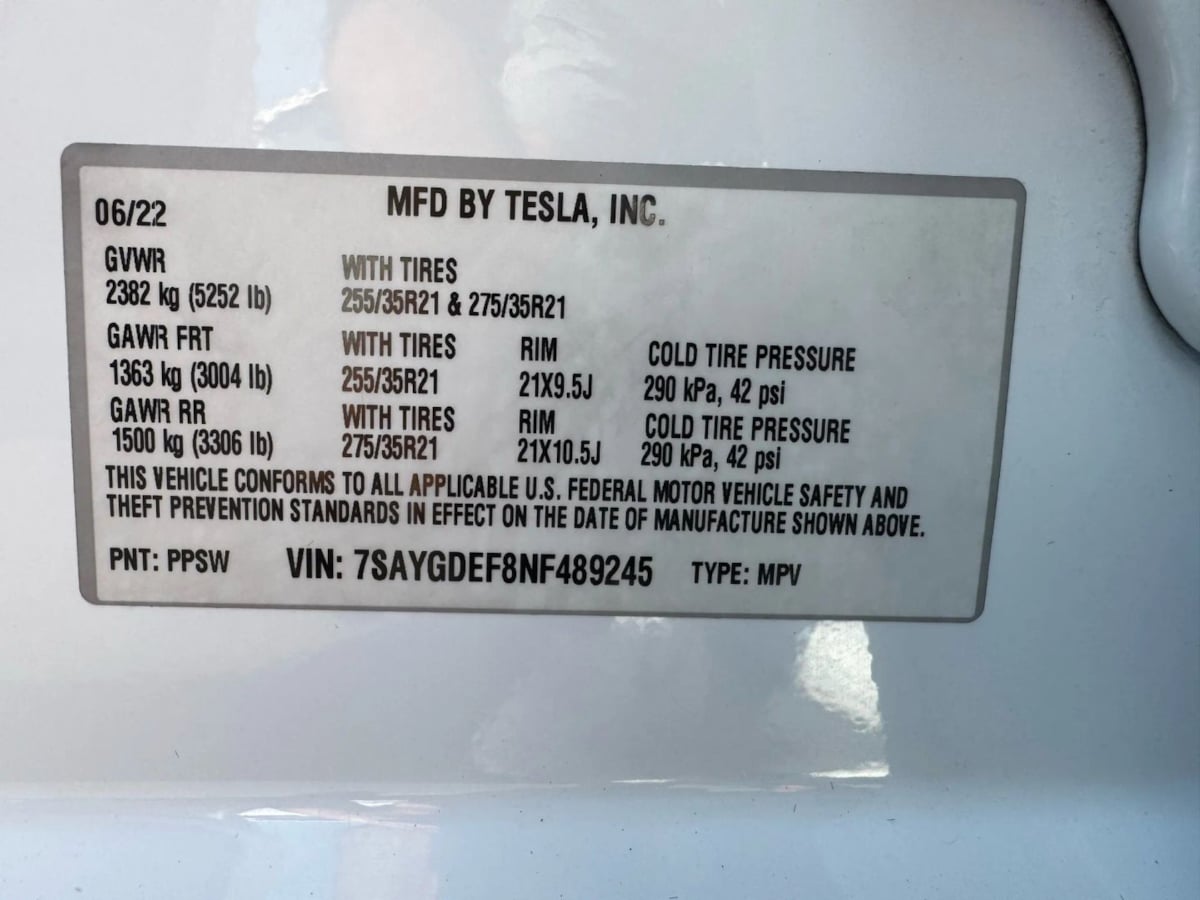 06/22 MFD BY TESLA, INC.
GVWR WITH TIRES
2382 kg (5252 lb) 255/35R21 & 275/35R21
GAWR FRT WITH TIRES RIM COLD TIRE PRESSURE
1363 kg (3004 lb) 255/35R21 21X9.5J 290 kPa, 42 psi
GAWR RR WITH TIRES RIM COLD TIRE PRESSURE
1500 kg (3306 lb) 275/35R21 21X10.5J 290 kPa, 42 psi
THIS VEHICLE CONFORMS TO ALL APPLICABLE U.S. FEDERAL MOTOR VEHICLE SAFETY AND
THEFT PREVENTION STANDARDS IN EFFECT ON THE DATE OF MANUFACTURE SHOWN ABOVE.
PNT: PPSW VIN: 7SAYGDEF8NF489245 TYPE: MPV